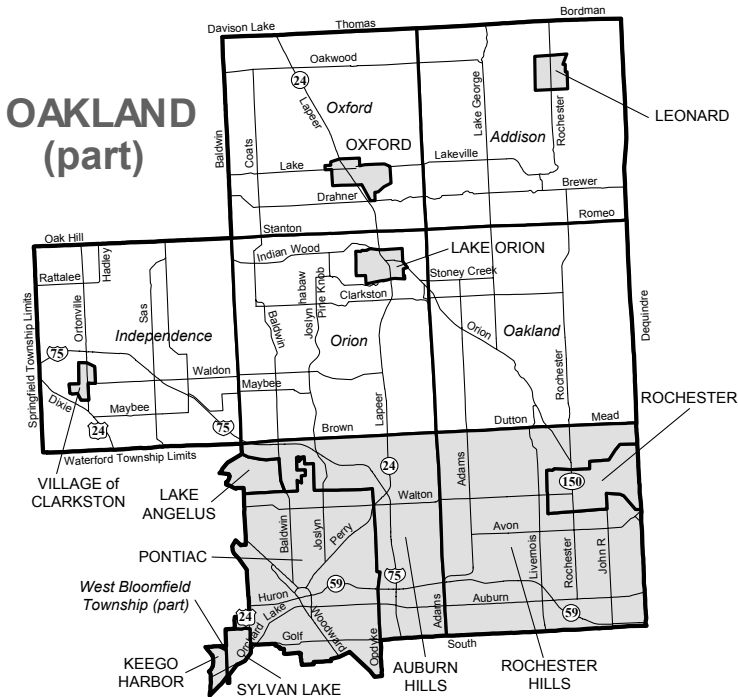 Bordman
Thomas
Davison Lake
Oakwood
24
OAKLAND
(part)
Oxford
Lapeer
Lake George
Rochester
LEONARD
Addison
Baldwin
Coats
OXFORD
Lake
Lakeville
Drahner
Brewer
Romeo
Stanton
Oak Hill
Indian Wood
LAKE ORION
Rattalee
Hadley
Stoney Creek
Clarkston
Springfield Township Limits
Ortonville
Sas
habaw
Pine Knob
Joslyn
Baldwin
Independence
Orion
Orion
Oakland
Dequindre
75
Waldon
Maybee
Lapeer
Rochester
Dixie
Maybee
24
75
Brown
Dutton
Mead
ROCHESTER
Waterford Township Limits
VILLAGE of
CLARKSTON
LAKE
ANGELUS
24
Adams
150
Walton
Baldwin
Joslyn
Perry
Avon
PONTIAC
Livernois
Rochester
John R
West Bloomfield
Township (part)
59
75
Huron
Auburn
24
Orchard Lake
Woodward
Adams
59
Golf
Opdyke
South
KEEGO
HARBOR
SYLVAN LAKE
AUBURN
HILLS
ROCHESTER
HILLS